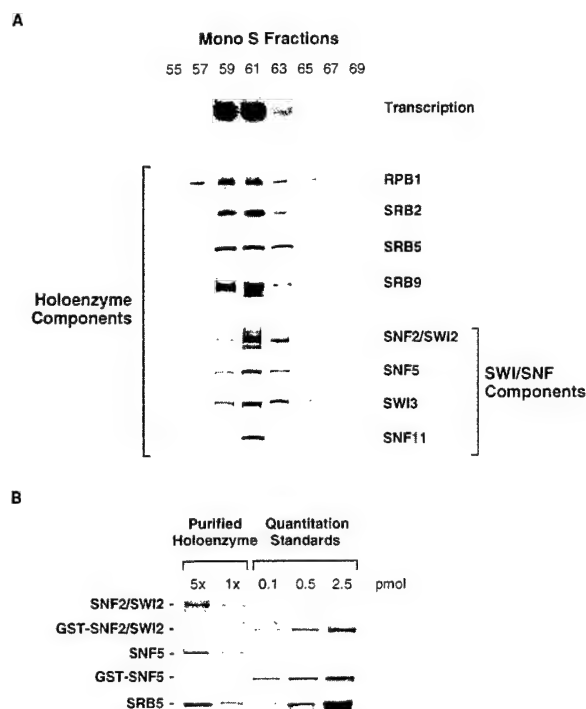 A
Mono S Fractions
55 57 59 61 63 65 67 69
Transcription
RPB1
SRB2
SRB5
SRB9
Holoenzyme
Components
SNF2/SWI2
SNF5
SWI3
SNF11
SWI/SNF
Components
B
Purified
Holoenzyme
Quantitation
Standards
5x 1x 0.1 0.5 2.5 pmol
SNF2/SWI2 -
GST-SNF2/SWI2 -
SNF5 -
GST-SNF5 -
SRB5 -